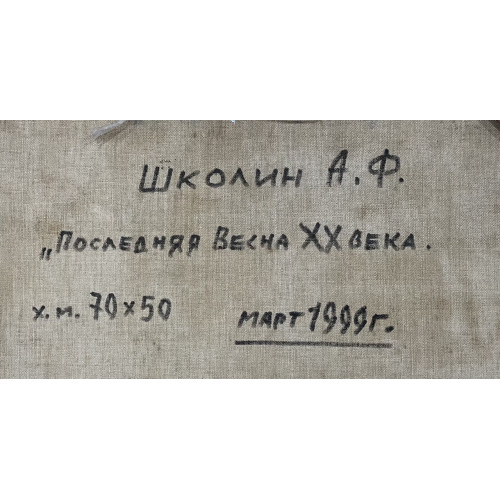 Школин А.Ф.
„Последняя Весна XX века.
х.м. 70×50
март 1999г.